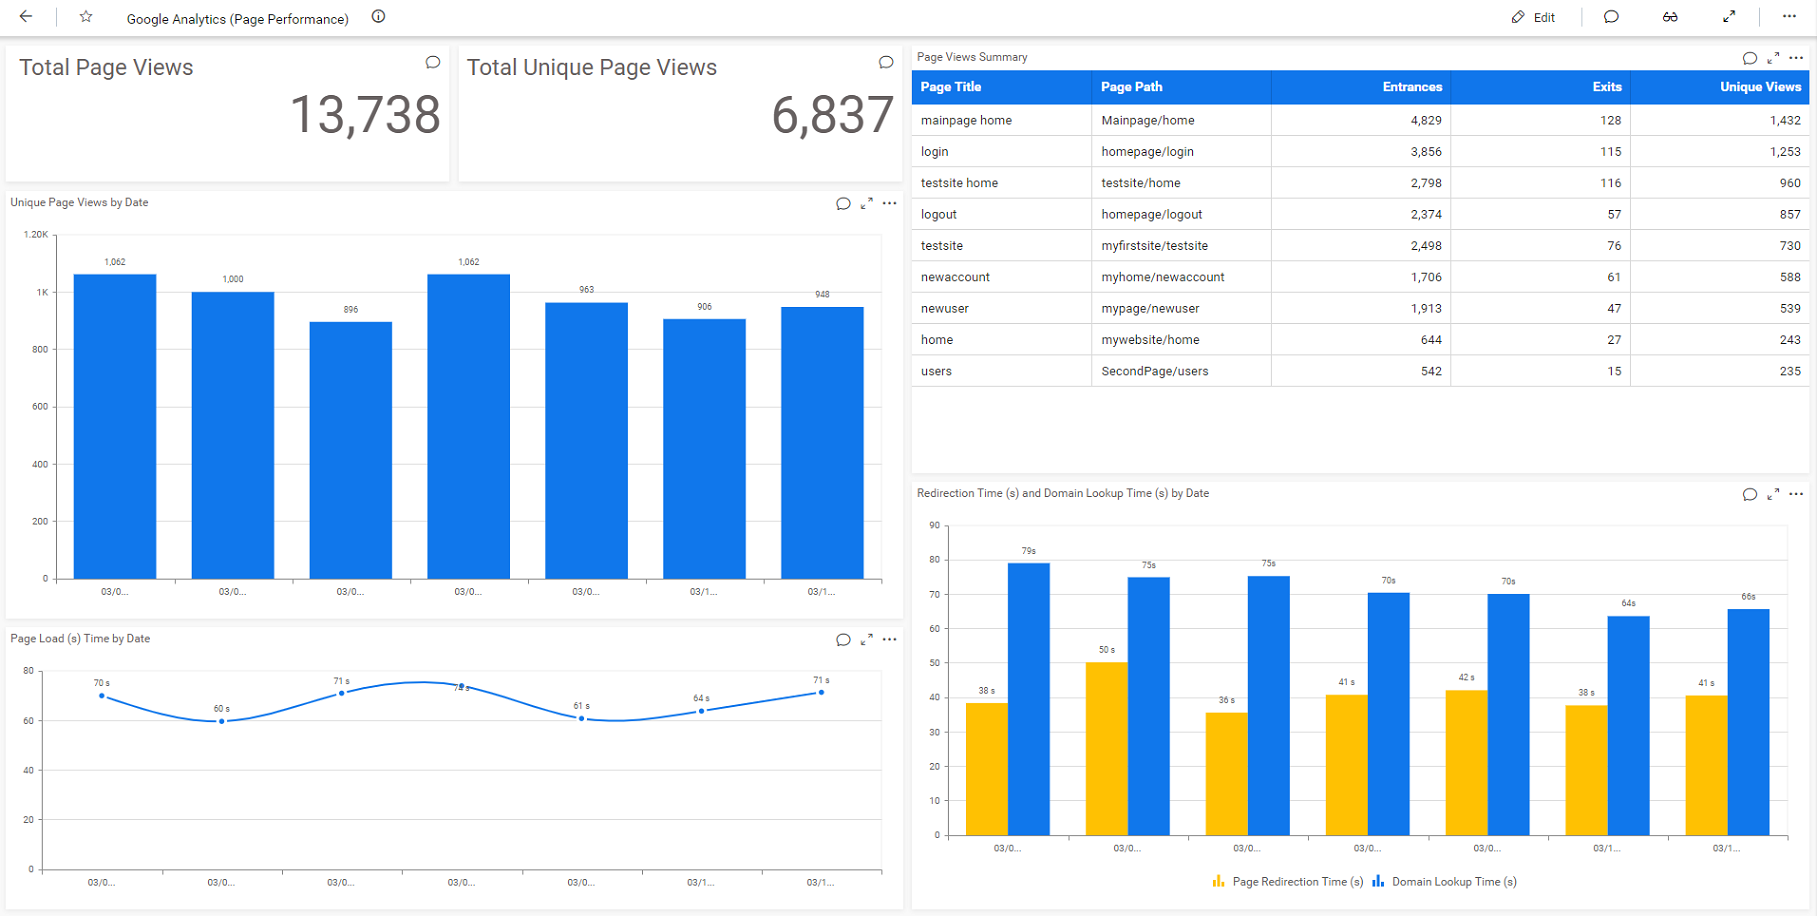 Google Analytics (Page Performance)
Edit
Total Page Views
13,738
Total Unique Page Views
6,837
Unique Page Views by Date
1.20K
1K
800
600
400
200
0
1,062
1,000
896
1,062
963
906
948
03/0...
03/0...
03/0...
03/0...
03/0...
03/1...
03/1...
Page Load (s) Time by Date
80
60
40
20
0
70 s
60 s
71 s
74 s
61 s
64 s
71 s
03/0...
03/0...
03/0...
03/0...
03/0...
03/1...
03/1...
Page Views Summary
Page Title Page Path Entrances Exits Unique Views
mainpage home Mainpage/home 4,829 128 1,432
login homepage/login 3,856 115 1,253
testsite home testsite/home 2,798 116 960
logout homepage/logout 2,374 57 857
testsite myfirstsite/testsite 2,498 76 730
newaccount myhome/newaccount 1,706 61 588
newuser mypage/newuser 1,913 47 539
home mywebsite/home 644 27 243
users SecondPage/users 542 15 235
Redirection Time (s) and Domain Lookup Time (s) by Date
90
80
70
60
50
40
30
20
10
0
38 s
79s
50 s
75s
36 s
75s
41 s
70s
42 s
70s
38 s
64s
41 s
66s
03/0...
03/0...
03/0...
03/0...
03/0...
03/1...
03/1...
Page Redirection Time (s)
Domain Lookup Time (s)